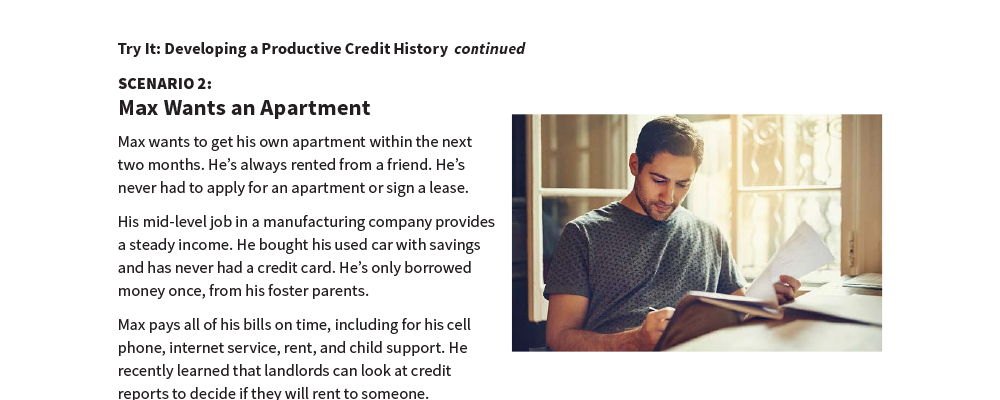 Try It: Developing a Productive Credit History continued
SCENARIO 2:
Max Wants an Apartment
Max wants to get his own apartment within the next
two months. He’s always rented from a friend. He’s
never had to apply for an apartment or sign a lease.
His mid-level job in a manufacturing company provides
a steady income. He bought his used car with savings
and has never had a credit card. He’s only borrowed
money once, from his foster parents.
Max pays all of his bills on time, including for his cell
phone, internet service, rent, and child support. He
recently learned that landlords can look at credit
reports to decide if they will rent to someone.